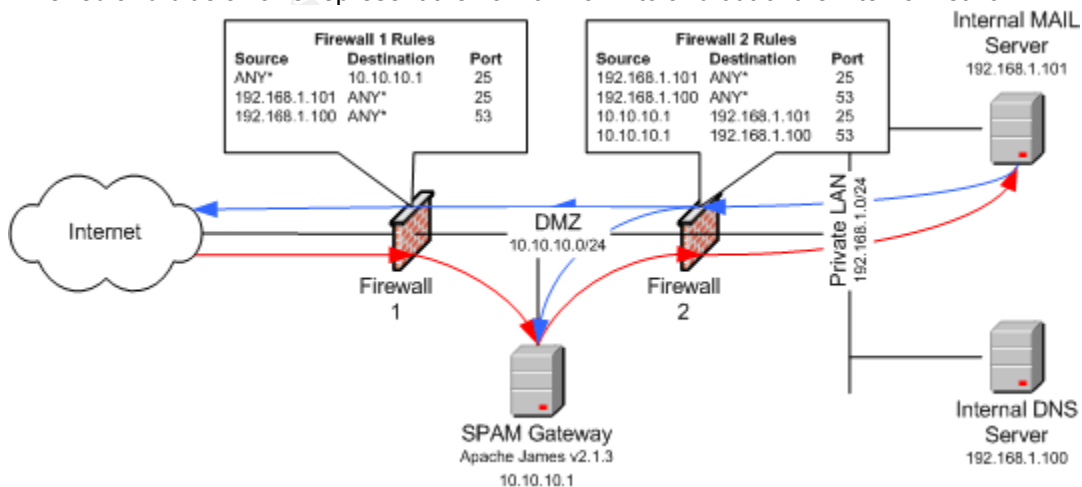 Firewall 1 Rules
Source Destination Port
ANY* 10.10.10.1 25
192.168.1.101 ANY* 25
192.168.1.100 ANY* 53
Firewall 2 Rules
Source Destination Port
192.168.1.101 ANY* 25
192.168.1.100 ANY* 53
10.10.10.1 192.168.1.101 25
10.10.10.1 192.168.1.100 53
Internal MAIL
Server
192.168.1.101
Internet
DMZ
10.10.10.0/24
Private LAN
192.168.1.0/24
Firewall
1
Firewall
2
SPAM Gateway
Apache James v2.1.3
10.10.10.1
Internal DNS
Server
192.168.1.100